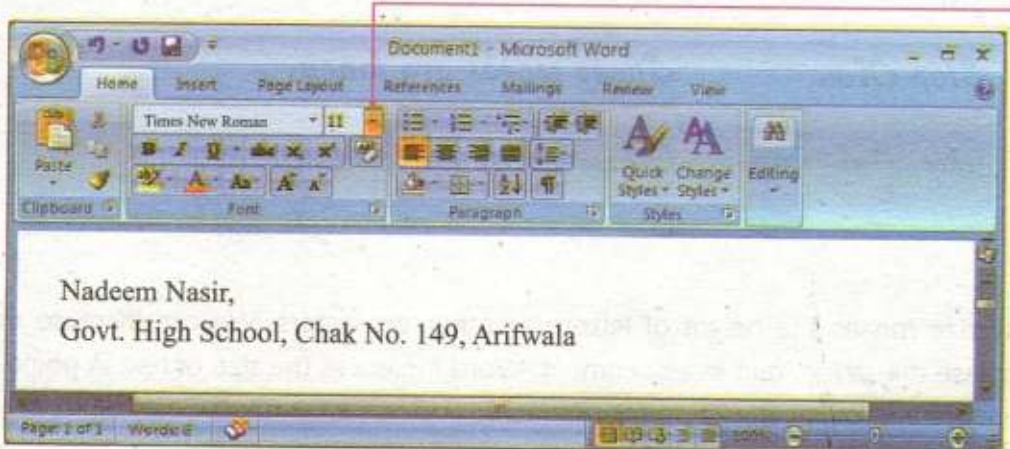 Document1 - Microsoft Word
Home Insert Page Layout References Mailings Review View
Times New Roman 11
Paste
Quick Styles Change Styles Editing
Clipboard Font Paragraph Styles
Nadeem Nasir,
Govt. High School, Chak No. 149, Arifwala
Page: 1 of 1 Words: 100%